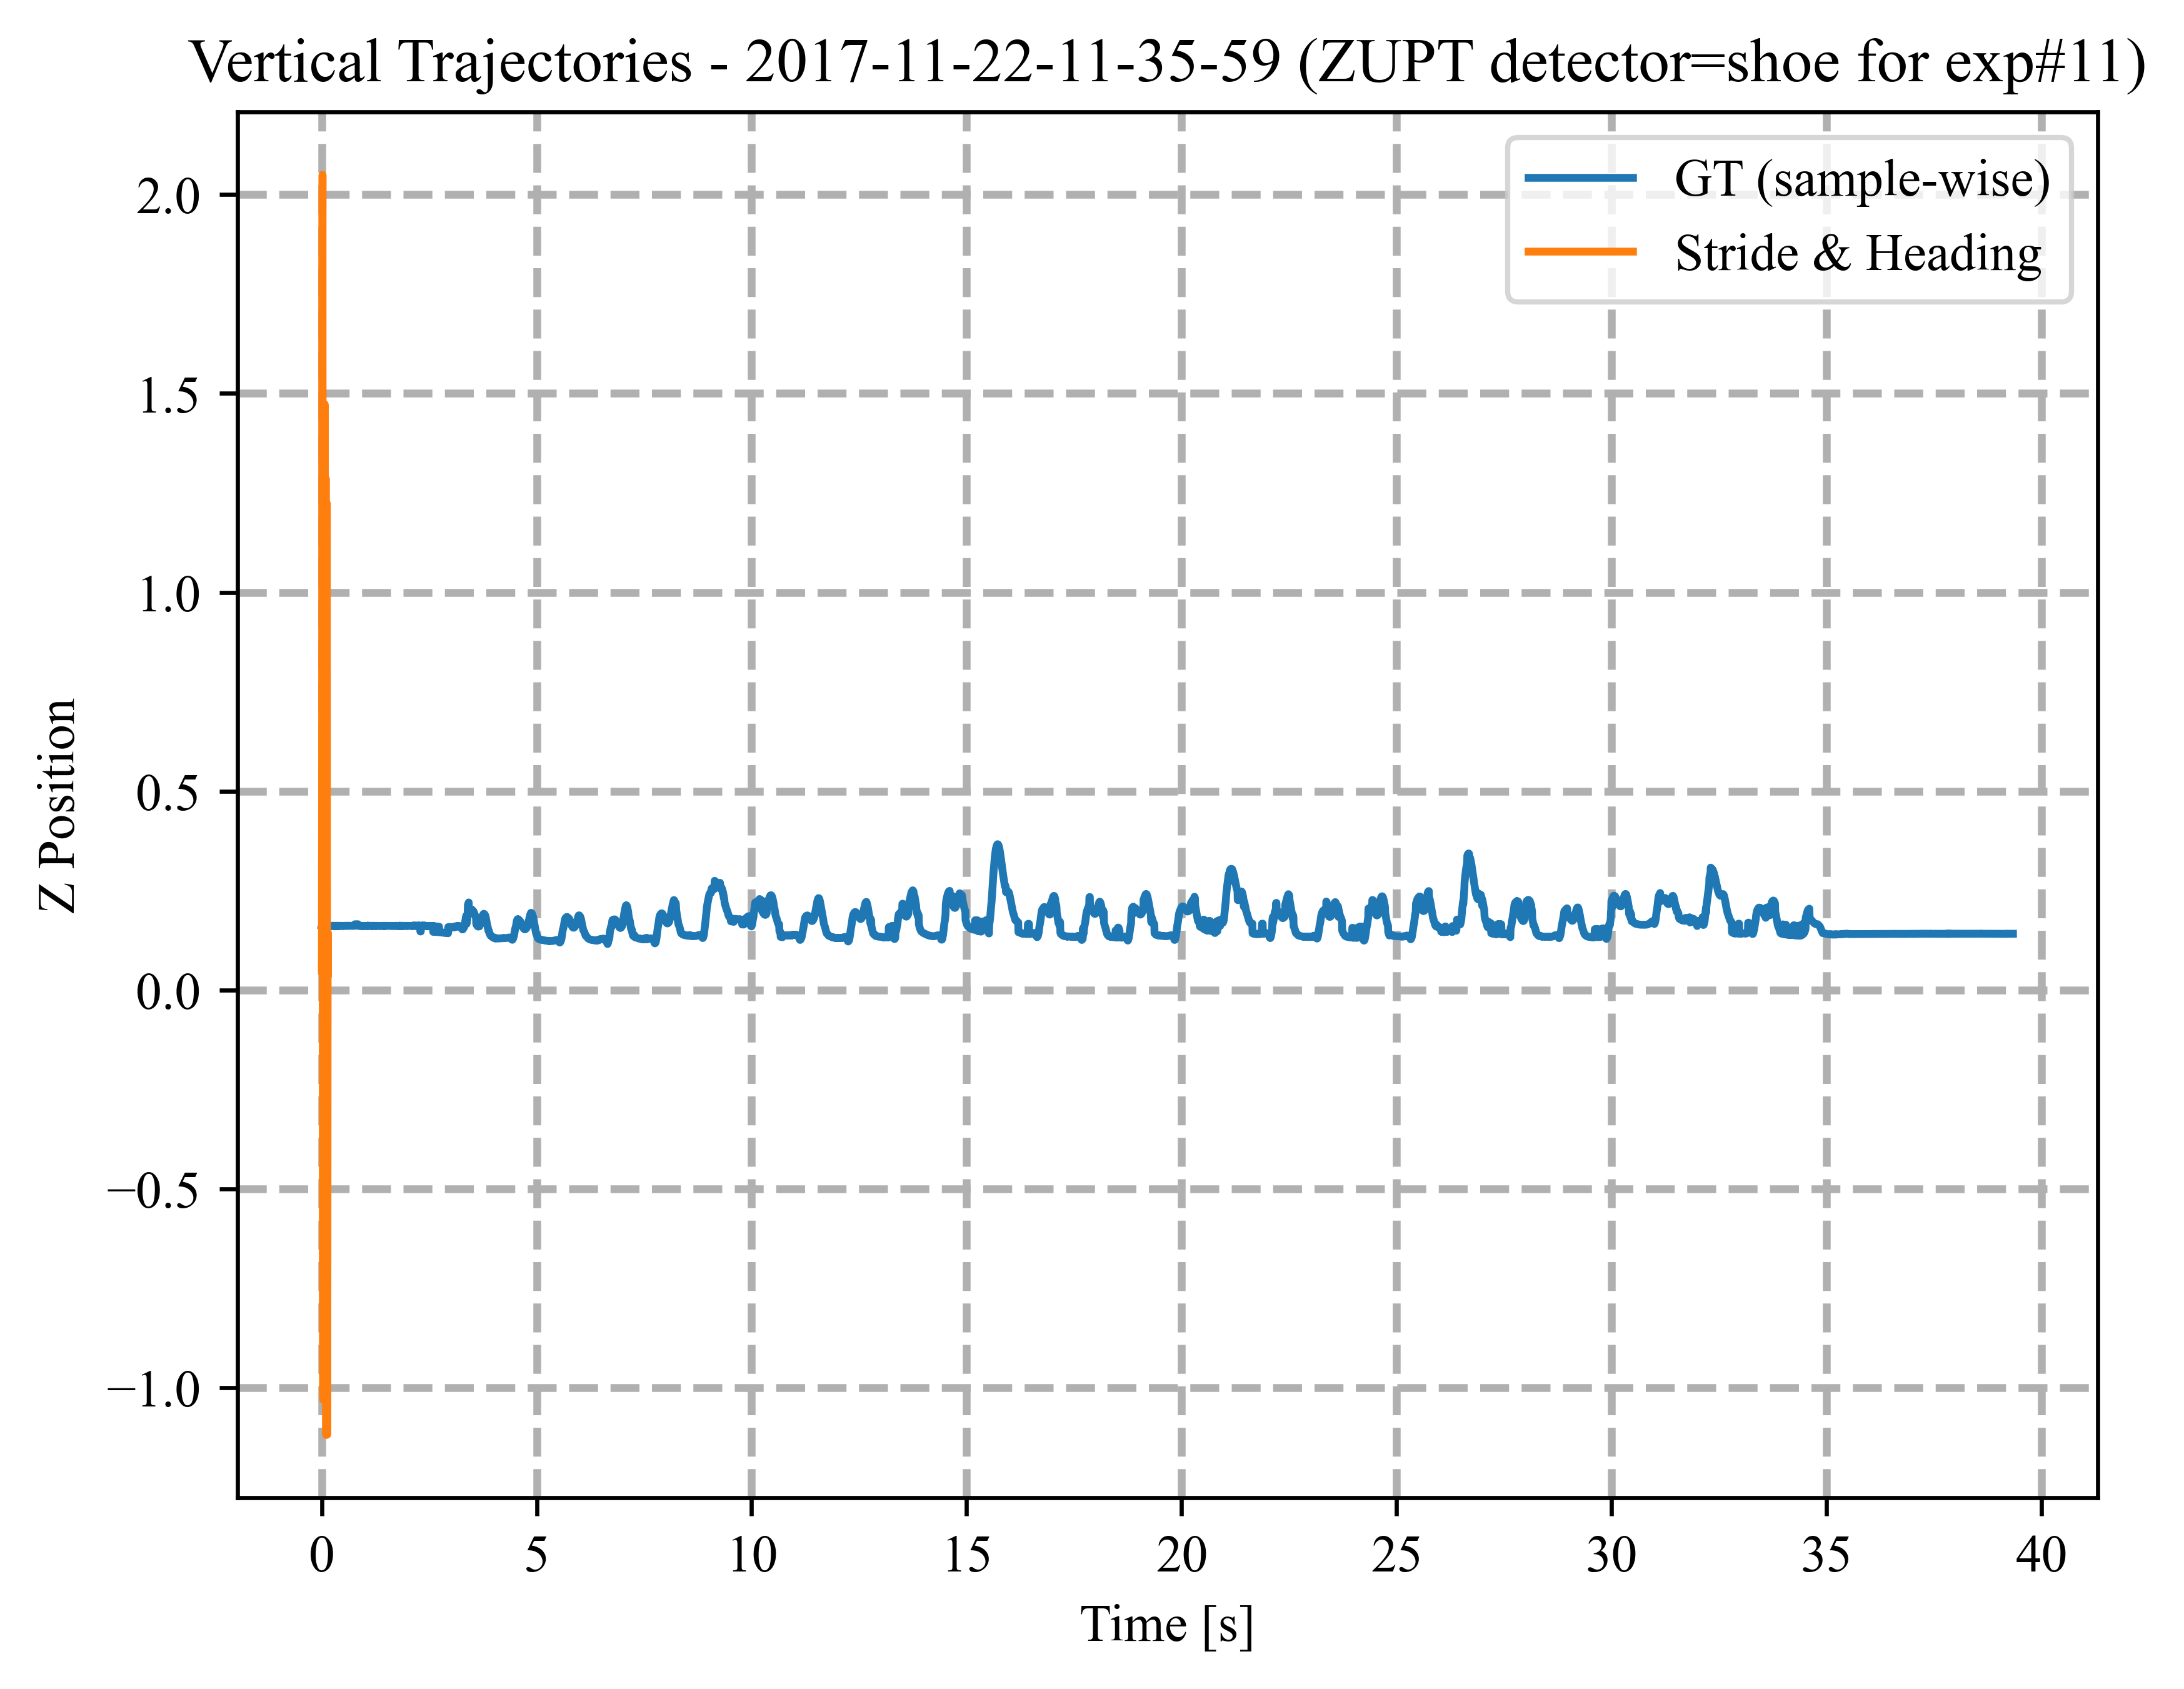 Vertical Trajectories - 2017-11-22-11-35-59 (ZUPT detector=shoe for exp#11)
GT (sample-wise)
Stride & Heading
2.0
1.5
1.0
0.5
0.0
−0.5
−1.0
Z Position
0 5 10 15 20 25 30 35 40
Time [s]